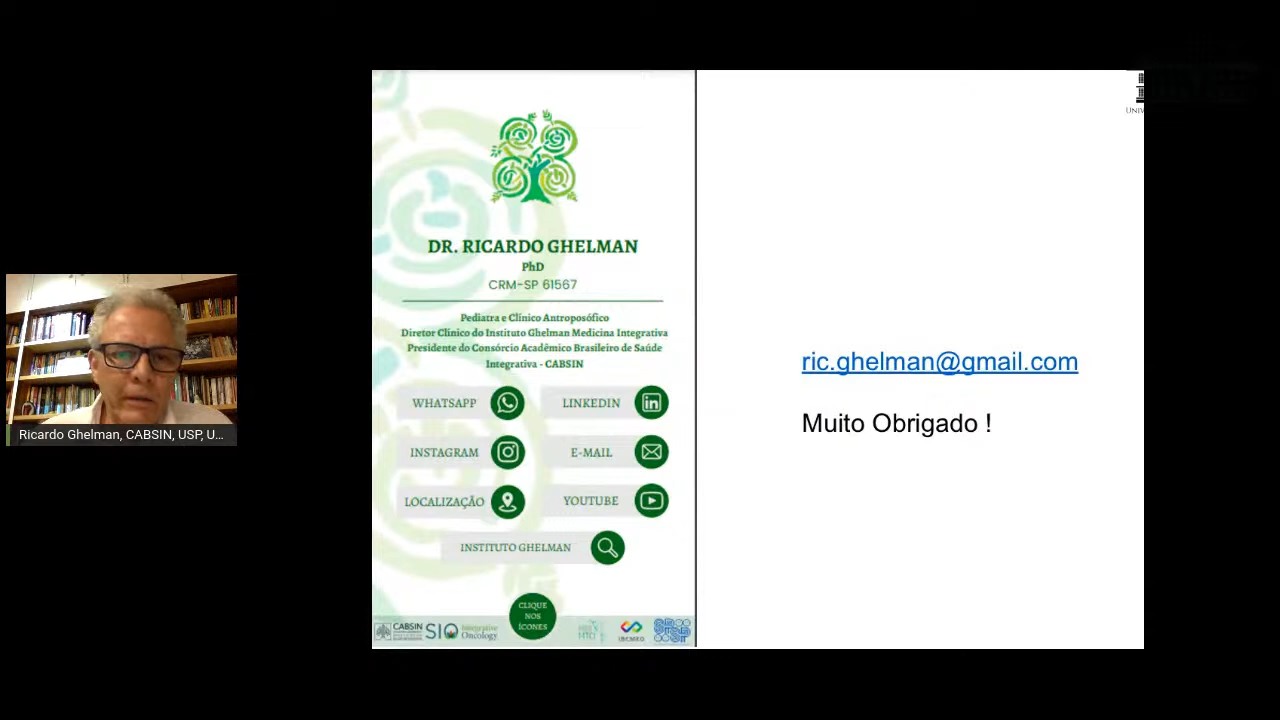 DR. RICARDO GHELMAN
PhD
CRM-SP 61567
Pediatra e Clínico Antroposófico
Diretor Clínico do Instituto Ghelman Medicina Integrativa
Presidente do Consórcio Acadêmico Brasileiro de Saúde
Integrativa - CABSIN
WHATSAPP
LINKEDIN
INSTAGRAM
E-MAIL
LOCALIZAÇÃO
YOUTUBE
INSTITUTO GHELMAN
CLIQUE
NOS
ÍCONES
CABSIN
SIO
Integrative
Oncology
IBCMED
ric.ghelman@gmail.com
Muito Obrigado !
UNIV
Ricardo Ghelman, CABSIN, USP, U...